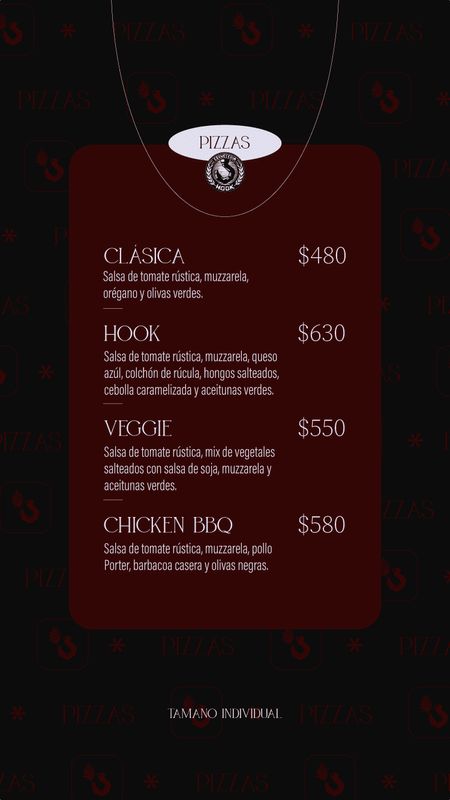 PIZZAS
HOOK
CLÁSICA $480
Salsa de tomate rústica, muzzarela,
orégano y olivas verdes.
HOOK $630
Salsa de tomate rústica, muzzarela, queso
azúl, colchón de rúcula, hongos salteados,
cebolla caramelizada y aceitunas verdes.
VEGGIE $550
Salsa de tomate rústica, mix de vegetales
salteados con salsa de soja, muzzarela y
aceitunas verdes.
CHICKEN BBQ $580
Salsa de tomate rústica, muzzarela, pollo
Porter, barbacoa casera y olivas negras.
TAMANO INDIVIDUAL